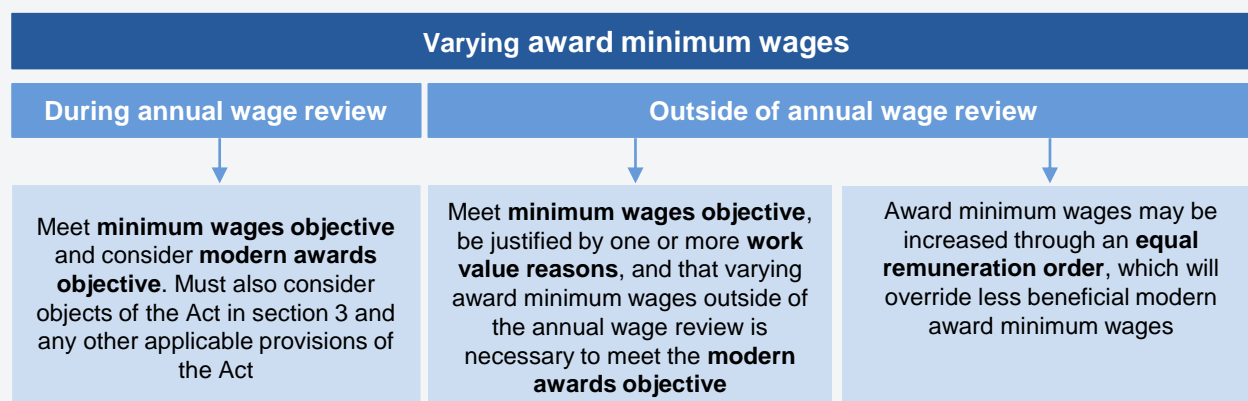 Varying award minimum wages
During annual wage review
Outside of annual wage review
Meet minimum wages objective
and consider modern awards
objective. Must also consider
objects of the Act in section 3 and
any other applicable provisions of
the Act
Meet minimum wages objective,
be justified by one or more work
value reasons, and that varying
award minimum wages outside of
the annual wage review is
necessary to meet the modern
awards objective
Award minimum wages may be
increased through an equal
remuneration order, which will
override less beneficial modern
award minimum wages